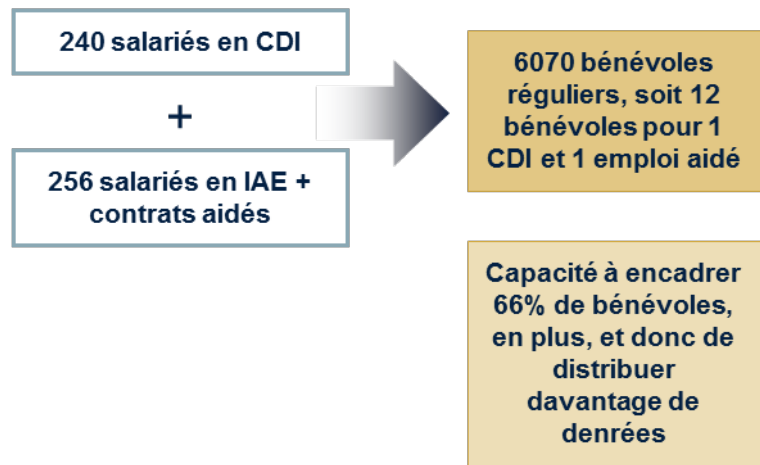 240 salariés en CDI
+
256 salariés en IAE +
contrats aidés
6070 bénévoles
réguliers, soit 12
bénévoles pour 1
CDI et 1 emploi aidé
Capacité à encadrer
66% de bénévoles,
en plus, et donc de
distribuer
davantage de
denrées